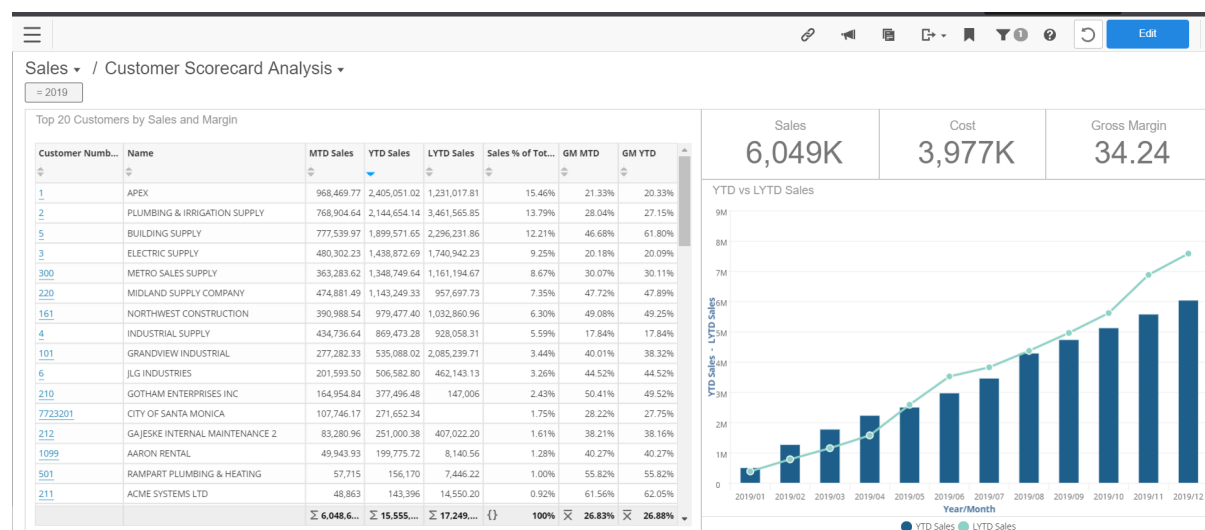 1
Edit
Sales / Customer Scorecard Analysis
= 2019
Top 20 Customers by Sales and Margin
Customer Numb... Name MTD Sales YTD Sales LYTD Sales Sales % of Tot... GM MTD GM YTD
1 APEX 968,469.77 2,405,051.02 1,231,017.81 15.46% 21.33% 20.33%
2 PLUMBING & IRRIGATION SUPPLY 768,904.64 2,144,654.14 3,461,565.85 13.79% 28.04% 27.15%
5 BUILDING SUPPLY 777,539.97 1,899,571.65 2,296,231.86 12.21% 46.68% 61.80%
3 ELECTRIC SUPPLY 480,302.23 1,438,872.69 1,740,942.23 9.25% 20.18% 20.09%
300 METRO SALES SUPPLY 363,283.62 1,348,749.64 1,161,194.67 8.67% 30.07% 30.11%
220 MIDLAND SUPPLY COMPANY 474,881.49 1,143,249.33 957,697.73 7.35% 47.72% 47.89%
161 NORTHWEST CONSTRUCTION 390,988.54 979,477.40 1,032,860.96 6.30% 49.08% 49.25%
4 INDUSTRIAL SUPPLY 434,736.64 869,473.28 928,058.31 5.59% 17.84% 17.84%
101 GRANDVIEW INDUSTRIAL 277,282.33 535,088.02 2,085,239.71 3.44% 40.01% 38.32%
6 JLG INDUSTRIES 201,593.50 506,582.80 462,143.13 3.26% 44.52% 44.52%
210 GOTHAM ENTERPRISES INC 164,954.84 377,496.48 147,006 2.43% 50.41% 49.52%
7723201 CITY OF SANTA MONICA 107,746.17 271,652.34 1.75% 28.22% 27.75%
212 GAJESKE INTERNAL MAINTENANCE 2 83,280.96 251,000.38 407,022.20 1.61% 38.21% 38.16%
1099 AARON RENTAL 49,943.93 199,775.72 8,140.56 1.28% 40.27% 40.27%
501 RAMPART PLUMBING & HEATING 57,715 156,170 7,446.22 1.00% 55.82% 55.82%
211 ACME SYSTEMS LTD 48,863 143,396 14,550.20 0.92% 61.56% 62.05%
Σ 6,048,6... Σ 15,555,... Σ 17,249,... {} 100% X̄ 26.83% X̄ 26.88%
Sales Cost Gross Margin
6,049K 3,977K 34.24
YTD vs LYTD Sales
9M
8M
7M
6M
5M
4M
3M
2M
1M
0
YTD Sales - LYTD Sales
2019/01 2019/02 2019/03 2019/04 2019/05 2019/06 2019/07 2019/08 2019/09 2019/10 2019/11 2019/12
Year/Month
YTD Sales LYTD Sales